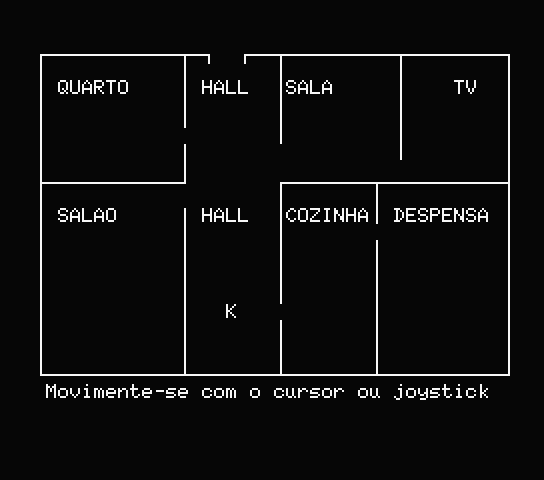 QUARTO HALL SALA TV
SALAO HALL COZINHA DESPENSA
K
Movimente-se com o cursor ou joystick